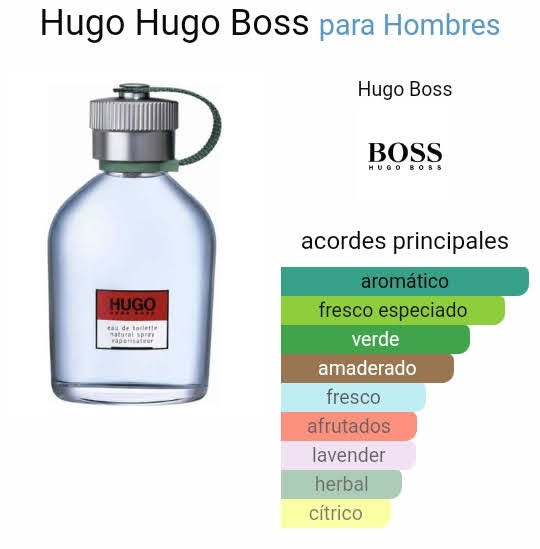 Hugo Hugo Boss para Hombres
Hugo Boss
BOSS
HUGO BOSS
acordes principales
aromático
fresco especiado
verde
amaderado
fresco
afrutados
lavender
herbal
cítrico
HUGO
HUGO BOSS
eau de toilette
natural spray
vaporisateur